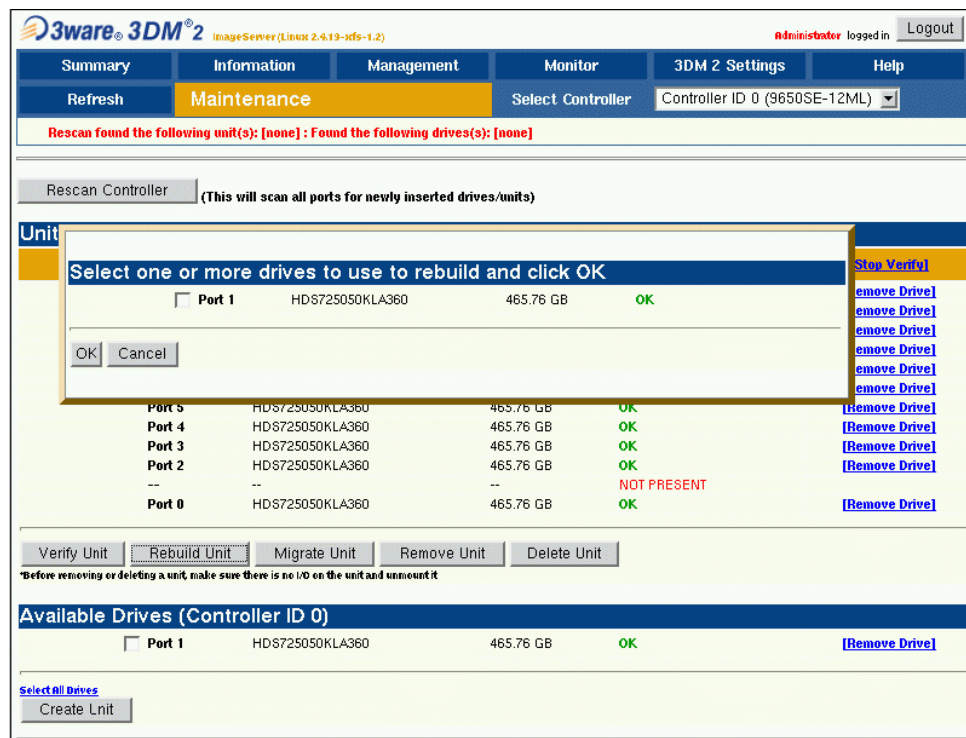 3ware® 3DM®2 ImageServer (Linux 2.4.19-xfs-1.2) Administrator logged in Logout
Summary Information Management Monitor 3DM 2 Settings Help
Refresh Maintenance Select Controller Controller ID 0 (9650SE-12ML)
Rescan found the following unit(s): [none] : Found the following drives(s): [none]
Rescan Controller (This will scan all ports for newly inserted drives/units)
Unit
Stop Verify]
Select one or more drives to use to rebuild and click OK
Port 1 HDS725050KLA360 465.76 GB OK
emove Drive]
emove Drive]
emove Drive]
emove Drive]
emove Drive]
emove Drive]
OK Cancel
Port 5 HDS725050KLA360 465.76 GB OK [Remove Drive]
Port 4 HDS725050KLA360 465.76 GB OK [Remove Drive]
Port 3 HDS725050KLA360 465.76 GB OK [Remove Drive]
Port 2 HDS725050KLA360 465.76 GB OK [Remove Drive]
-- -- -- NOT PRESENT
Port 0 HDS725050KLA360 465.76 GB OK [Remove Drive]
Verify Unit Rebuild Unit Migrate Unit Remove Unit Delete Unit
*Before removing or deleting a unit, make sure there is no I/O on the unit and unmount it
Available Drives (Controller ID 0)
Port 1 HDS725050KLA360 465.76 GB OK [Remove Drive]
Select All Drives
Create Unit